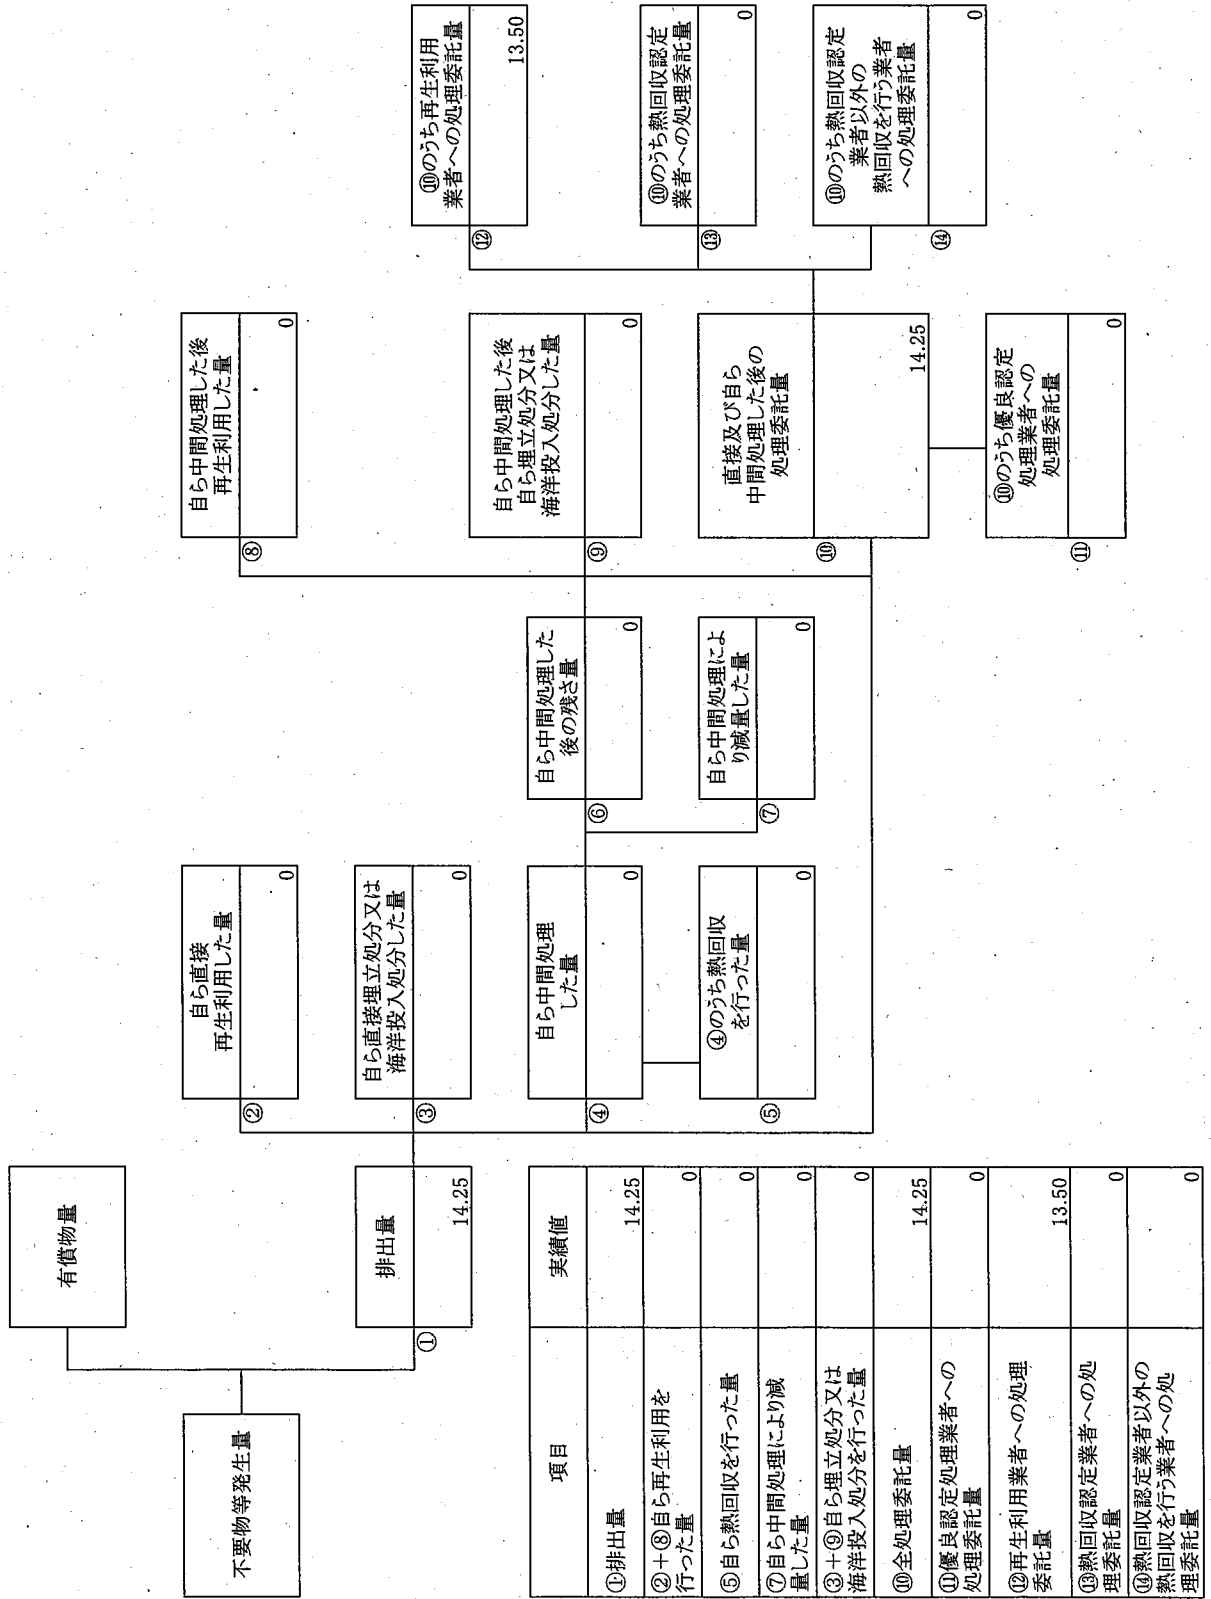 不要物等発生量
有償物量
排出量
①
14.25
②
自ら直接
再生利用した量
0
③
自ら直接埋立処分又は
海洋投入処分した量
0
④
自ら中間処理
した量
0
⑤
④のうち熱回収
を行った量
0
⑥
自ら中間処理した
後の残さ量
0
⑦
自ら中間処理によ
り減量した量
0
⑧
自ら中間処理した後
再生利用した量
0
⑨
自ら中間処理した後
自ら埋立処分又は
海洋投入処分した量
0
⑩
直接及び自ら
中間処理した後の
処理委託量
14.25
⑪
⑩のうち優良認定
処理業者への
処理委託量
0
⑫
⑩のうち再生利用
業者への処理委託量
13.50
⑬
⑩のうち熱回収認定
業者への処理委託量
0
⑭
⑩のうち熱回収認定
業者以外の
熱回収を行う業者
への処理委託量
0
項目 実績値
①排出量 14.25
②+⑧自ら再生利用を
行った量 0
⑤自ら熱回収を行った量 0
⑦自ら中間処理により減
量した量 0
③+⑨自ら埋立処分又は
海洋投入処分を行った量 0
⑩全処理委託量 14.25
⑪優良認定処理業者への
処理委託量 0
⑫再生利用業者への処理
委託量 13.50
⑬熱回収認定業者への処
理委託量 0
⑭熱回収認定業者以外の
熱回収を行う業者への処
理委託量 0